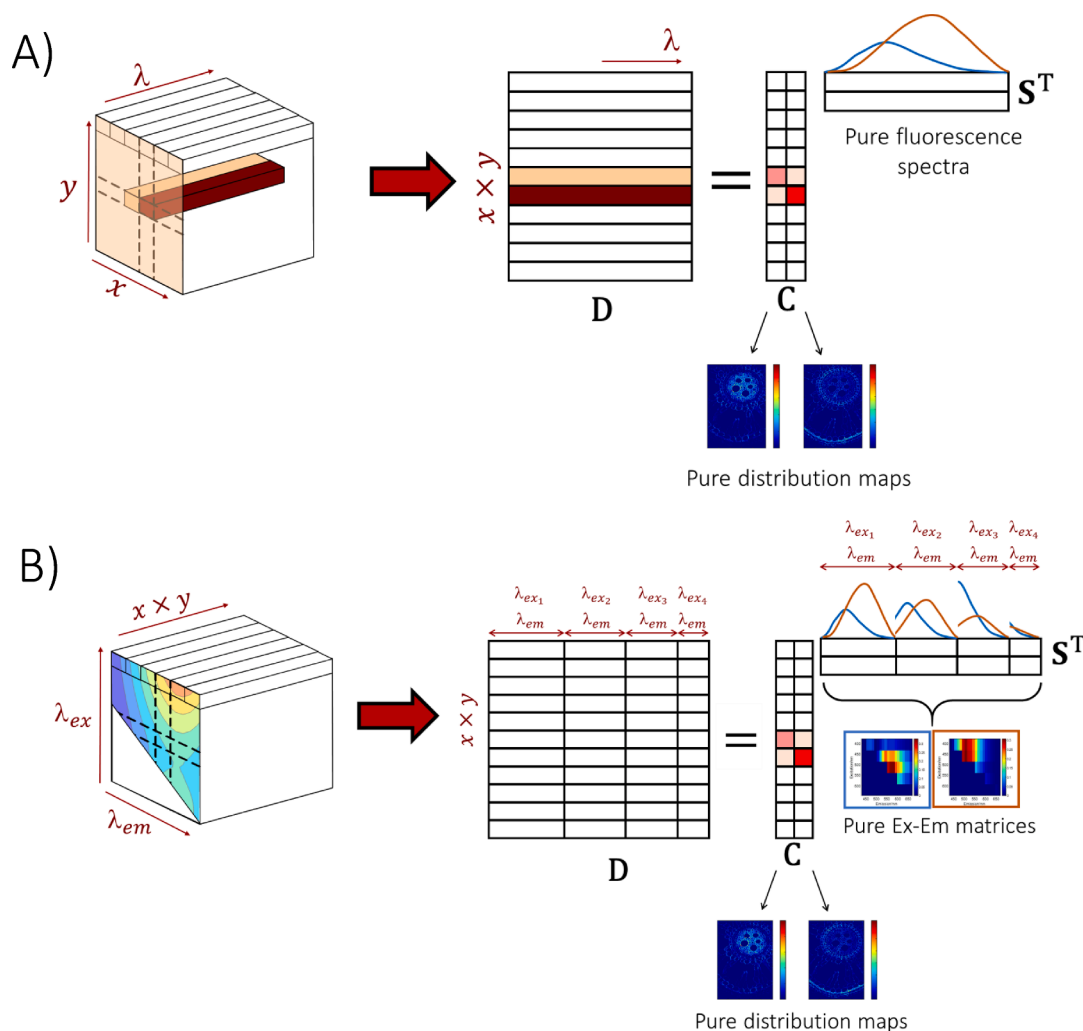 A)
λ
y
x
λ
x × y
D
=
C
S^T
Pure fluorescence
spectra
Pure distribution maps
B)
x × y
λ_ex
λ_em
λ_ex1 λ_ex2 λ_ex3 λ_ex4
λ_em λ_em λ_em λ_em
x × y
D
=
C
λ_ex1 λ_ex2 λ_ex3 λ_ex4
λ_em λ_em λ_em λ_em
S^T
Pure Ex-Em matrices
Pure distribution maps